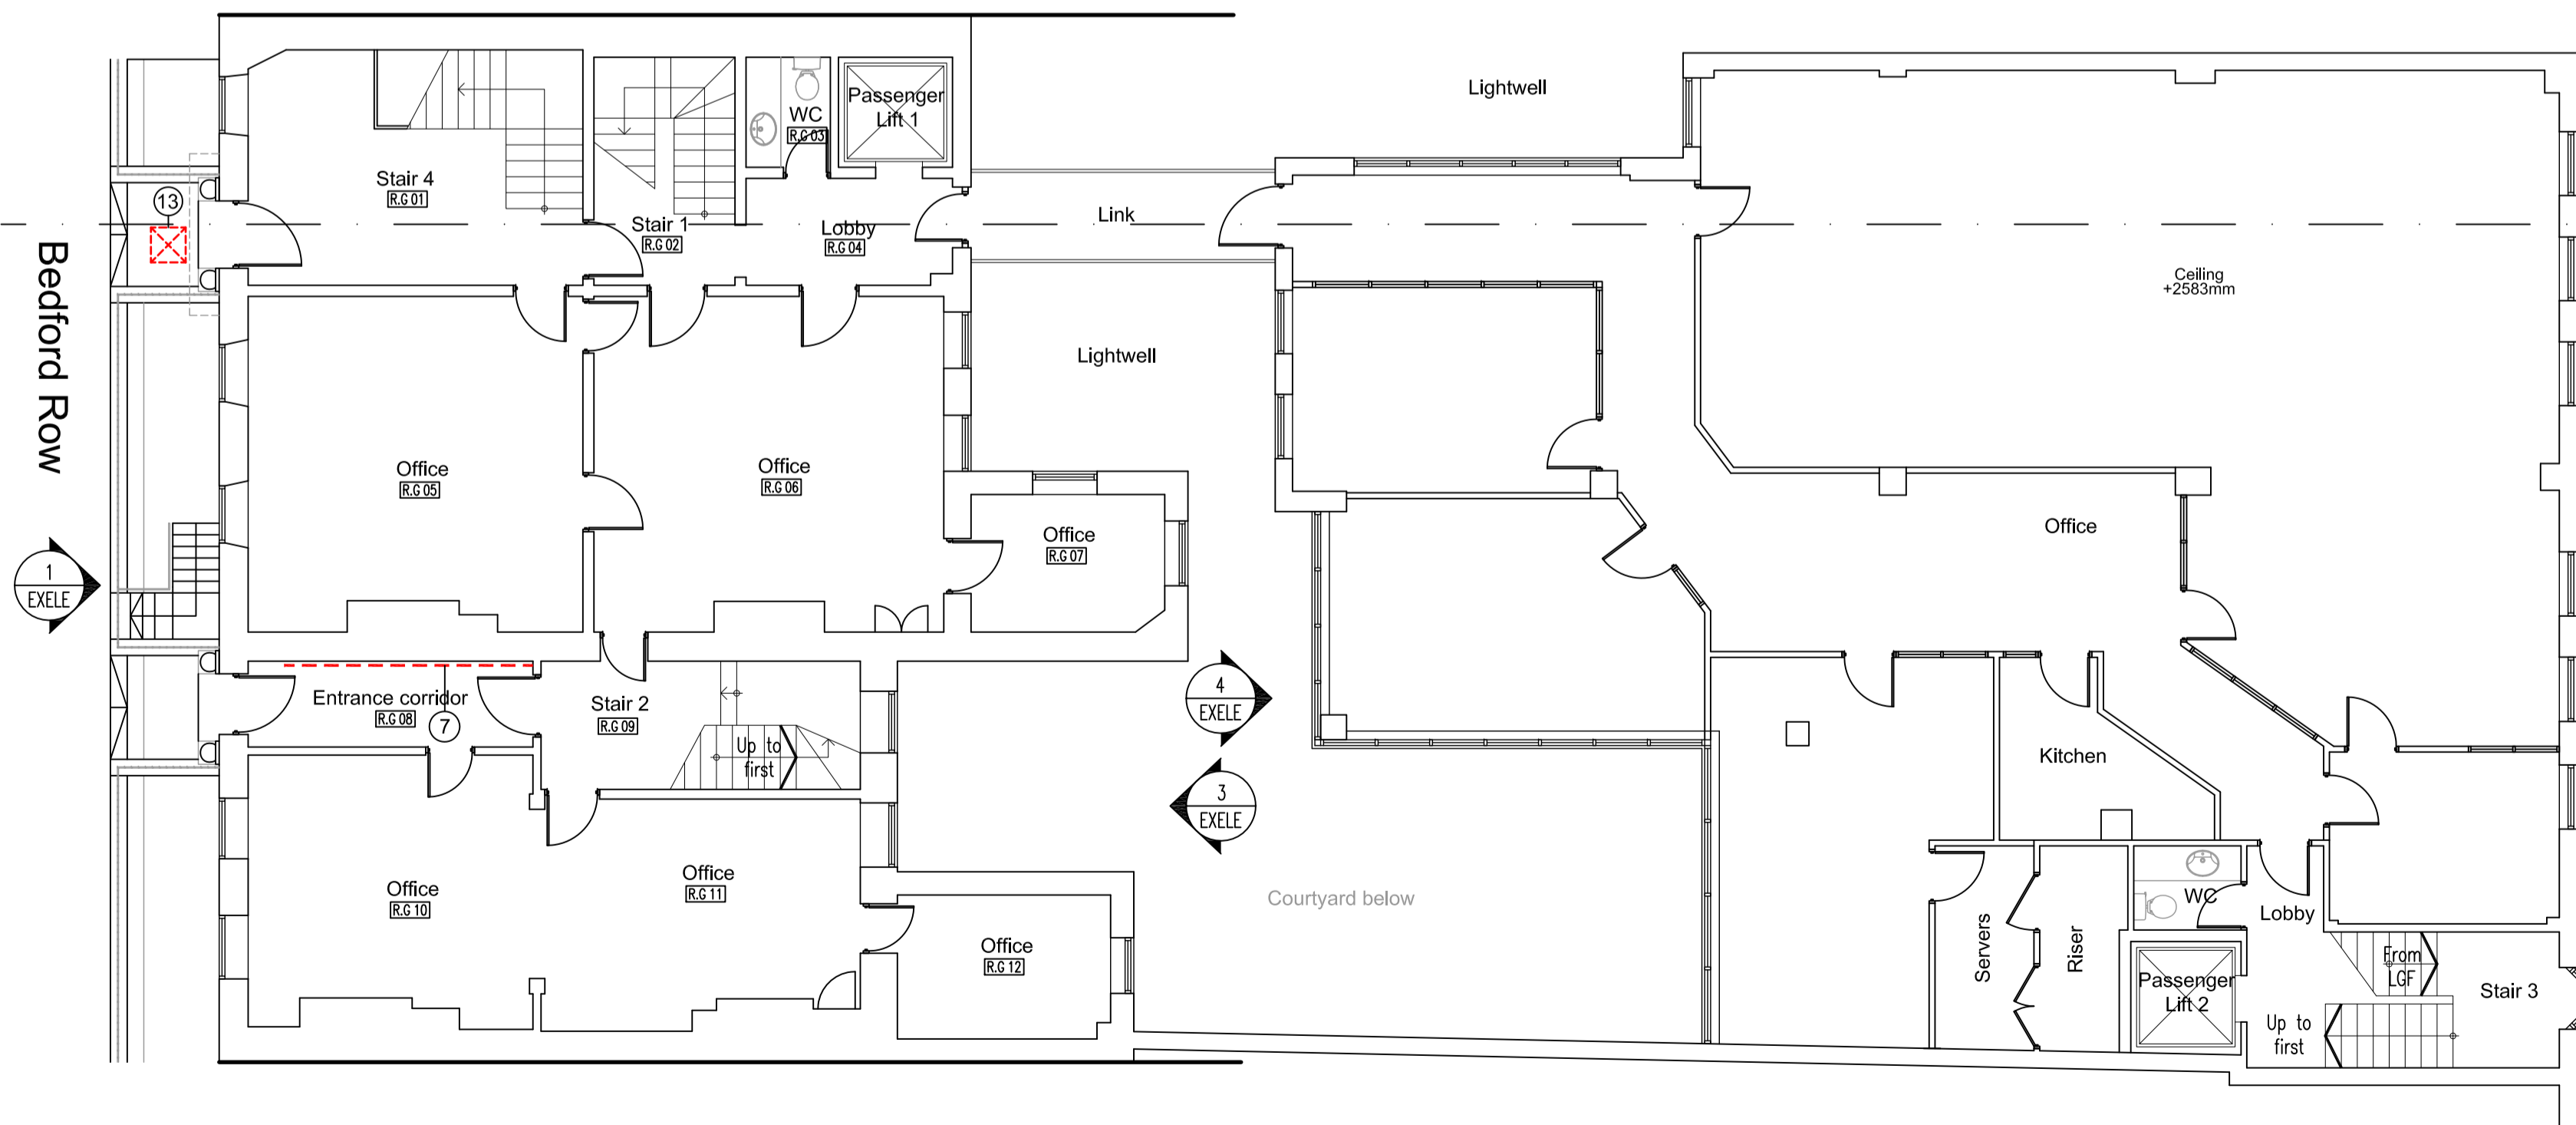 Bedford Row
13
Stair 4
R.G 01
Stair 1
R.G 02
WC
R.G 03
Passenger
Lift 1
Lobby
R.G 04
Link
Lightwell
Ceiling
+2583mm
Lightwell
Office
R.G 05
Office
R.G 06
Office
R.G 07
Office
1
EXELE
Entrance corridor
R.G 08
7
Stair 2
R.G 09
Up to
first
4
EXELE
3
EXELE
Kitchen
Office
R.G 10
Office
R.G 11
Office
R.G 12
Courtyard below
Servers
Riser
WC
Lobby
Passenger
Lift 2
From
LGF
Stair 3
Up to
first